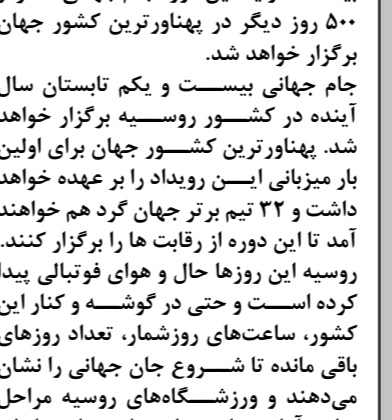 ۵۰۰ روز دیگر در پهناورترین کشور جهان
برگزار خواهد شد.
جام جهانی بیست و یکم تابستان سال
آینده در کشور روسیه برگزار خواهد
شد. پهناورترین کشور جهان برای اولین
بار میزبانی این رویداد را بر عهده خواهد
داشت و ۳۲ تیم برتر جهان گرد هم خواهند
آمد تا این دوره از رقابت ها را برگزار کنند.
روسیه این روزها حال و هوای فوتبالی پیدا
کرده است و حتی در گوشه و کنار این
کشور، ساعت‌های روزشمار، تعداد روزهای
باقی مانده تا شروع جان جهانی را نشان
می‌دهند و ورزشگاه‌های روسیه مراحل